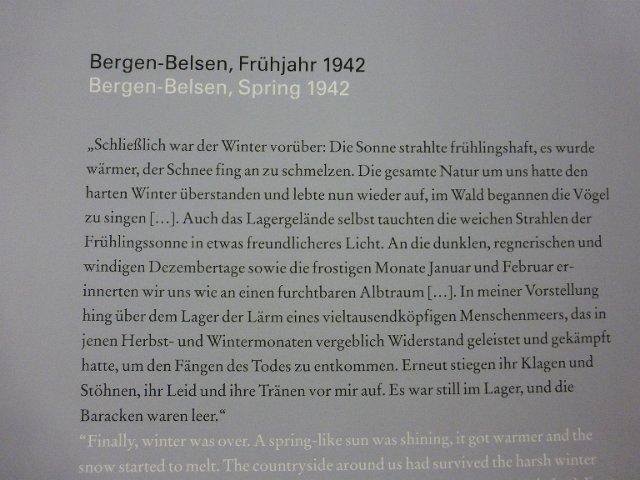 Bergen-Belsen, Frühjahr 1942
Bergen-Belsen, Spring 1942
„Schließlich war der Winter vorüber: Die Sonne strahlte frühlingshaft, es wurde
wärmer, der Schnee fing an zu schmelzen. Die gesamte Natur um uns hatte den
harten Winter überstanden und lebte nun wieder auf, im Wald begannen die Vögel
zu singen […]. Auch das Lagergelände selbst tauchten die weichen Strahlen der
Frühlingssonne in etwas freundlicheres Licht. An die dunklen, regnerischen und
windigen Dezembertage sowie die frostigen Monate Januar und Februar er-
innerten wir uns wie an einen furchtbaren Albtraum […]. In meiner Vorstellung
hing über dem Lager der Lärm eines vieltausendköpfigen Menschenmeers, das in
jenen Herbst- und Wintermonaten vergeblich Widerstand geleistet und gekämpft
hatte, um den Fängen des Todes zu entkommen. Erneut stiegen ihr Klagen und
Stöhnen, ihr Leid und ihre Tränen vor mir auf. Es war still im Lager, und die
Baracken waren leer.“
“Finally, winter was over. A spring-like sun was shining, it got warmer and the
snow started to melt. The countryside around us had survived the harsh winter